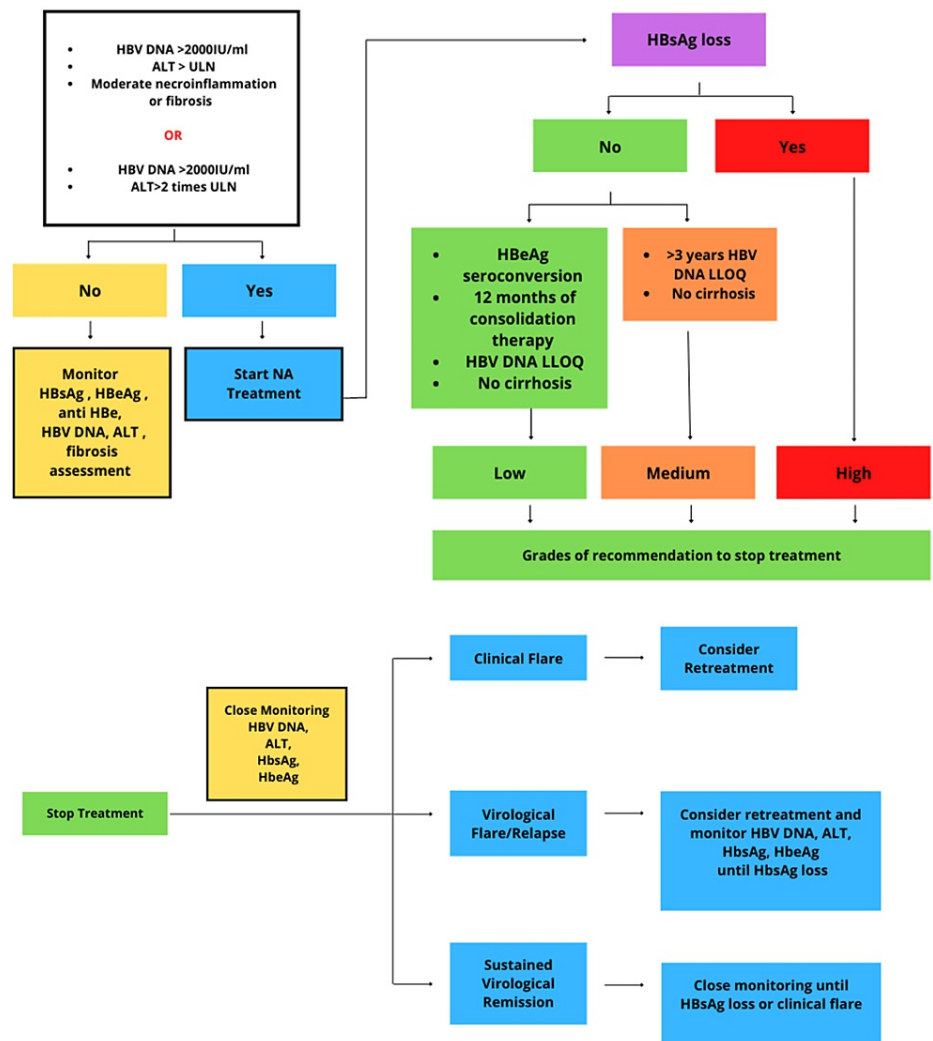 HBV DNA >2000IU/ml
ALT > ULN
Moderate necroinflammation
or fibrosis
OR
HBV DNA >2000IU/ml
ALT>2 times ULN
No
Yes
Monitor
HBsAg , HBeAg ,
anti HBe,
HBV DNA, ALT ,
fibrosis
assessment
Start NA
Treatment
HBsAg loss
No
Yes
HBeAg
seroconversion
12 months of
consolidation
therapy
HBV DNA LLOQ
No cirrhosis
>3 years HBV
DNA LLOQ
No cirrhosis
Low
Medium
High
Grades of recommendation to stop treatment
Stop Treatment
Close Monitoring
HBV DNA,
ALT,
HbsAg,
HbeAg
Clinical Flare
Consider
Retreatment
Virological
Flare/Relapse
Consider retreatment and
monitor HBV DNA, ALT,
HbsAg, HbeAg
until HbsAg loss
Sustained
Virological
Remission
Close monitoring until
HBsAg loss or clinical flare